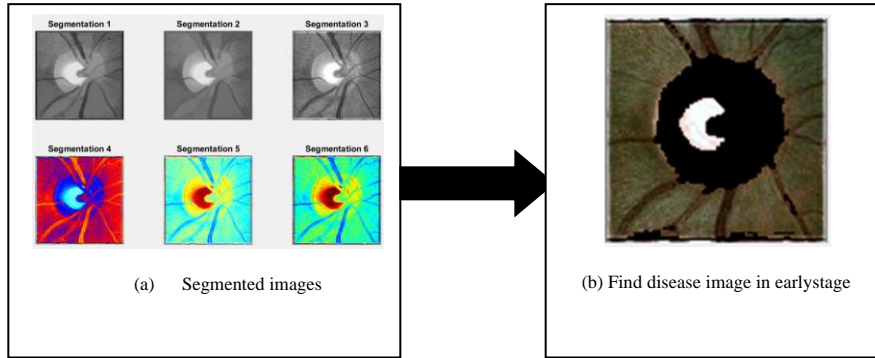 Segmentation 1 Segmentation 2 Segmentation 3
Segmentation 4 Segmentation 5 Segmentation 6
(a) Segmented images
(b) Find disease image in earlystage